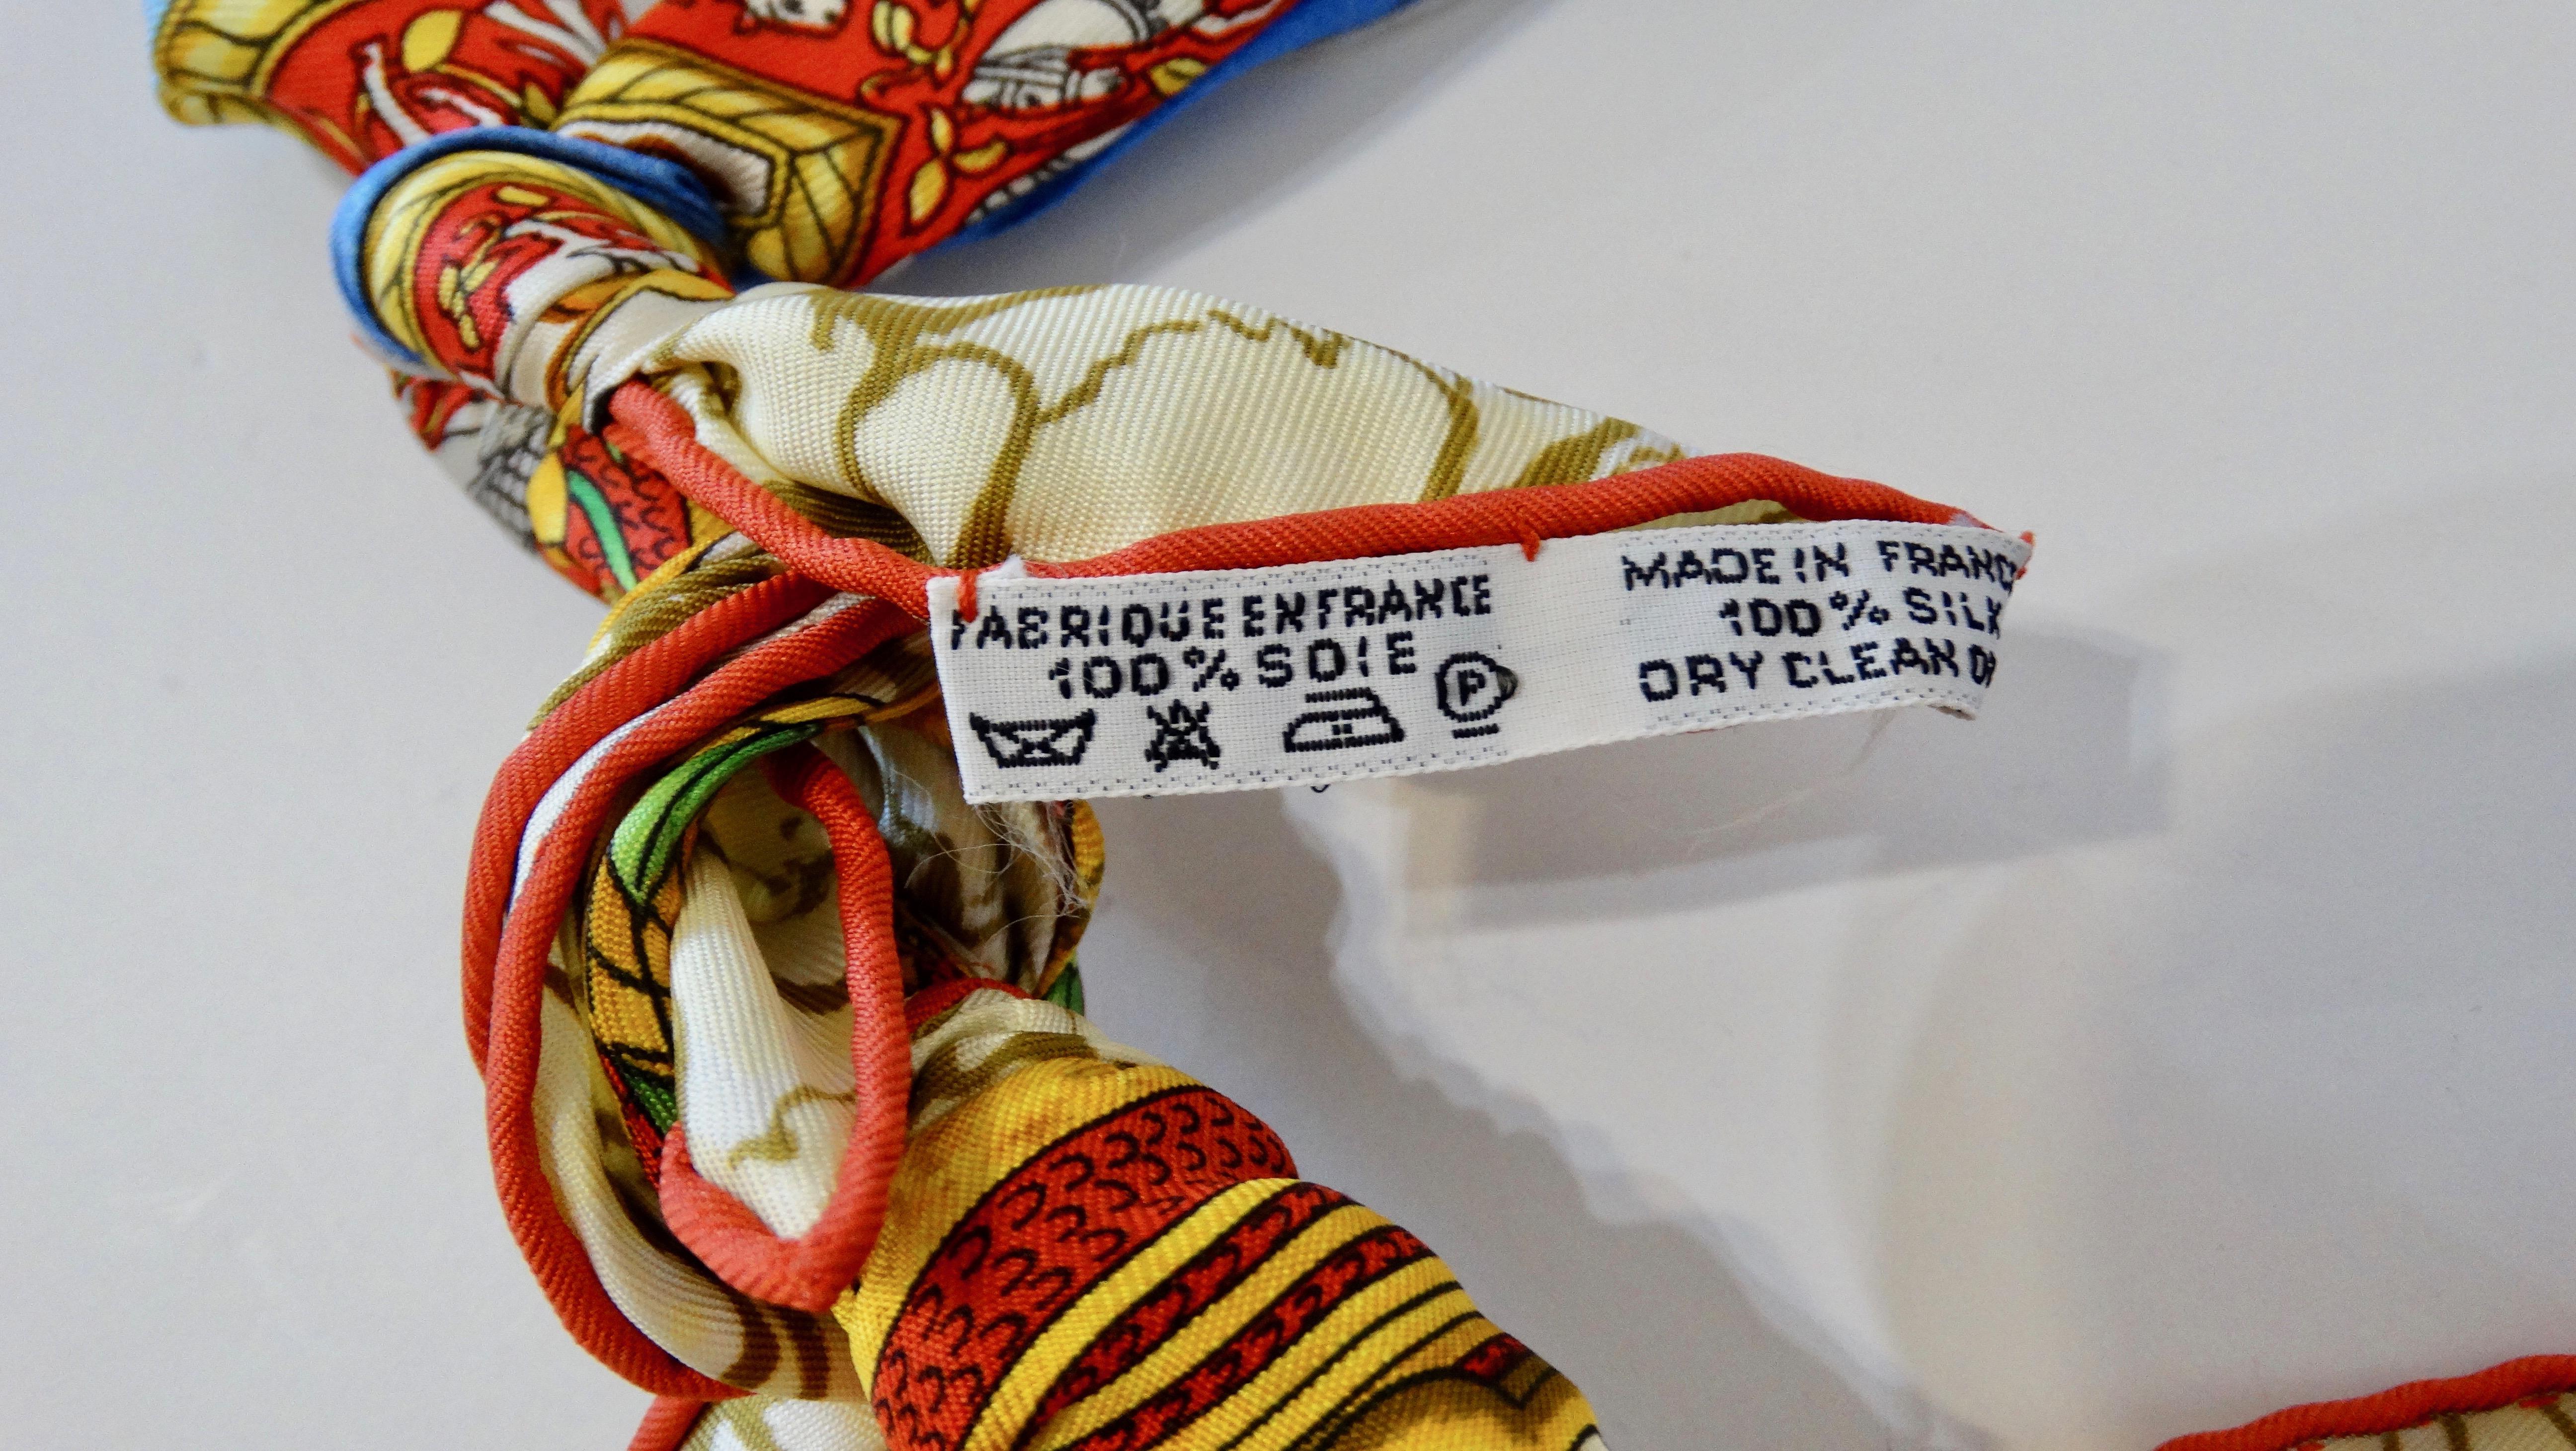 FABRIQUE EN FRANCE
100% SOIE
P
MADE IN FRANC
100% SILK
DRY CLEAN